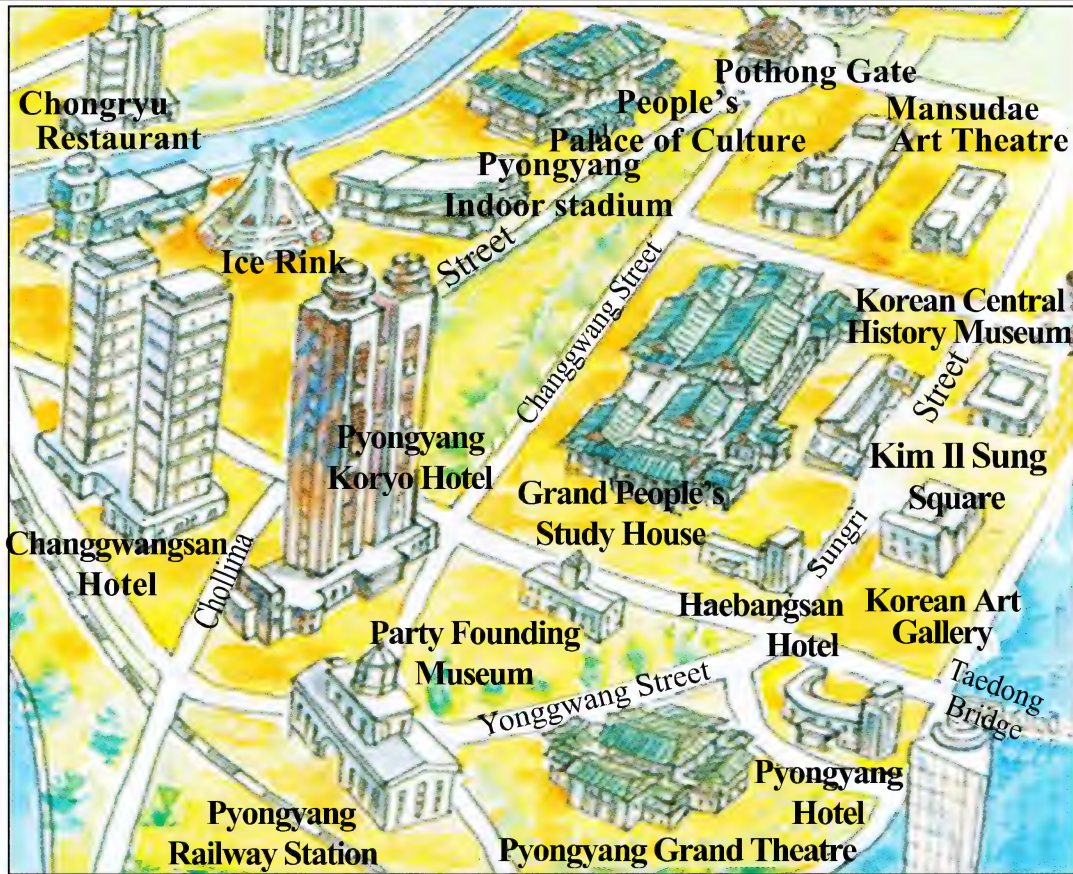 Pothong Gate
Chongryu
Restaurant
People's
Palace of Culture
Mansudae
Art Theatre
Pyongyang
Indoor stadium
Ice Rink
Street
Changgwang Street
Korean Central
History Museum
Street
Pyongyang
Koryo Hotel
Kim Il Sung
Square
Grand People's
Study House
Changgwangsan
Hotel
Chollima
Sungri
Haebangsan
Hotel
Korean Art
Gallery
Party Founding
Museum
Yonggwang Street
Taedong
Bridge
Pyongyang
Hotel
Pyongyang
Railway Station
Pyongyang Grand Theatre